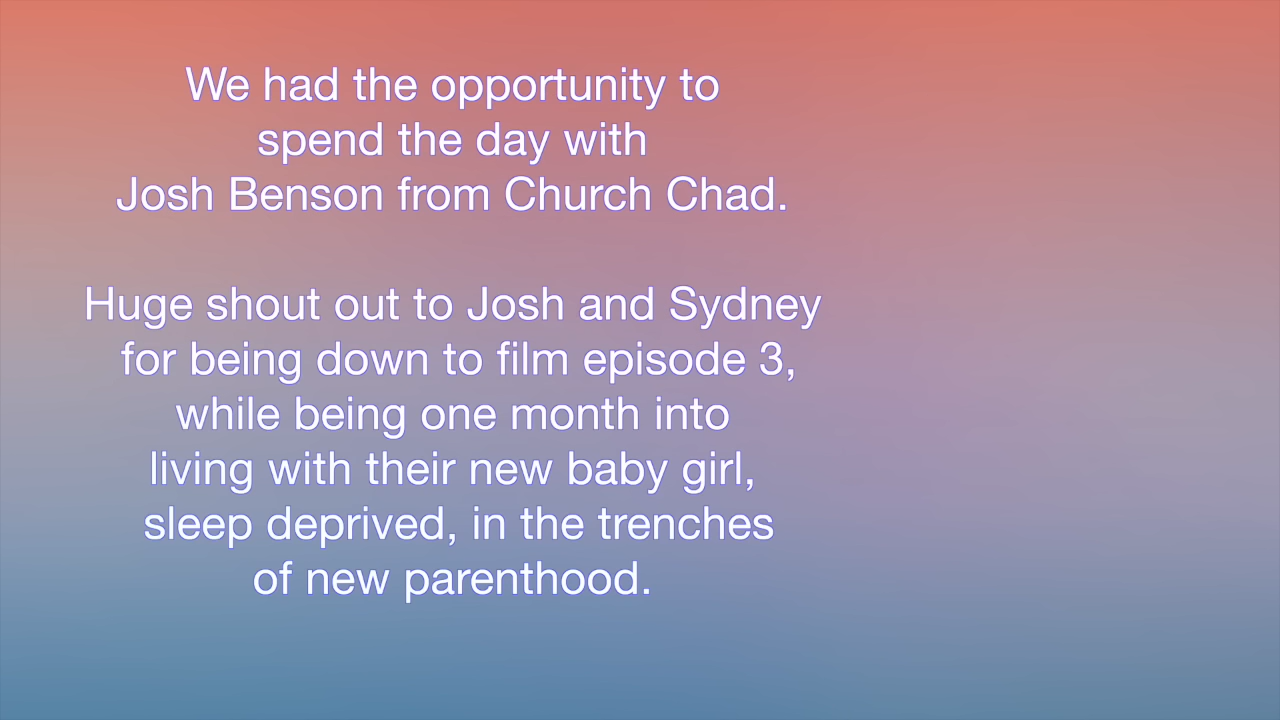 We had the opportunity to
spend the day with
Josh Benson from Church Chad.
Huge shout out to Josh and Sydney
for being down to film episode 3,
while being one month into
living with their new baby girl,
sleep deprived, in the trenches
of new parenthood.